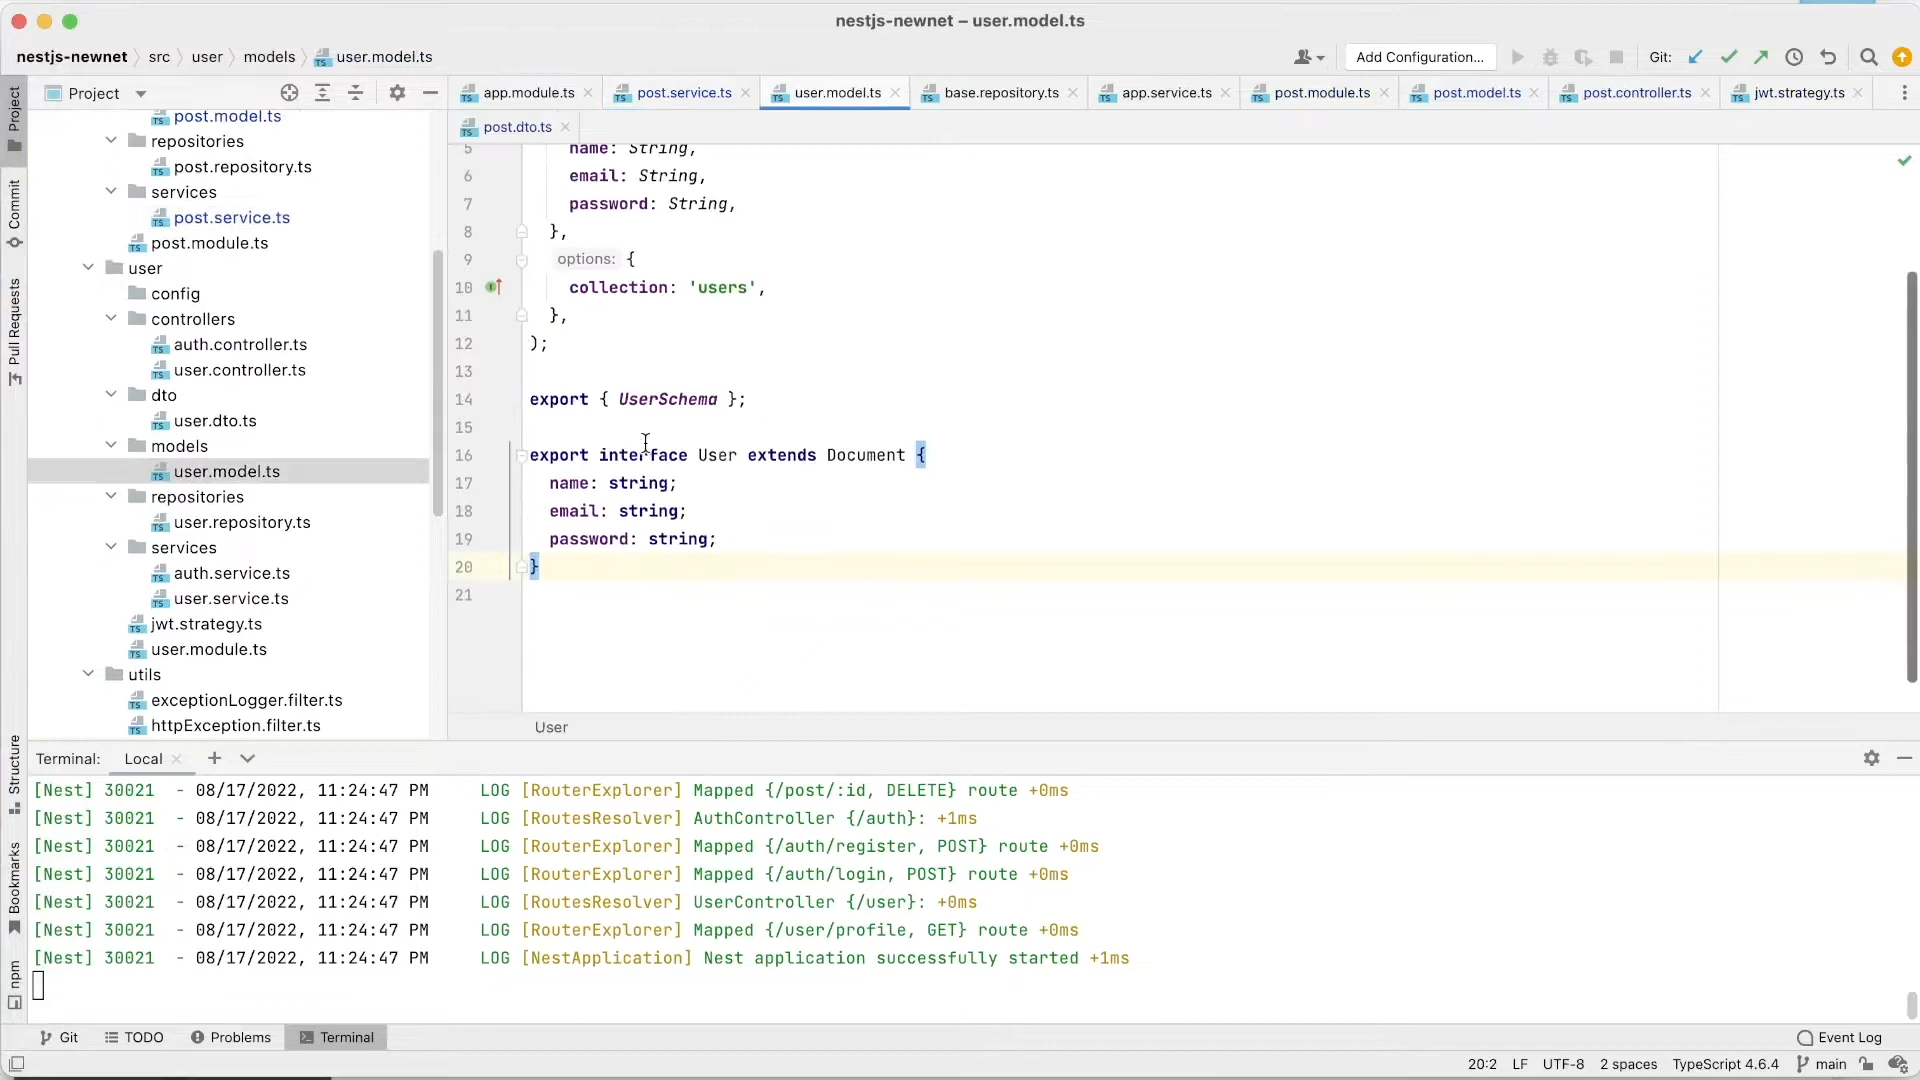 nestjs-newnet – user.model.ts
nestjs-newnet src user models user.model.ts Add Configuration... Git:
Project
app.module.ts post.service.ts user.model.ts base.repository.ts app.service.ts post.module.ts post.model.ts post.controller.ts jwt.strategy.ts
post.dto.ts
Project
Commit
Pull Requests
Structure
Bookmarks
npm
post.model.ts
repositories
post.repository.ts
services
post.service.ts
post.module.ts
user
config
controllers
auth.controller.ts
user.controller.ts
dto
user.dto.ts
models
user.model.ts
repositories
user.repository.ts
services
auth.service.ts
user.service.ts
jwt.strategy.ts
user.module.ts
utils
exceptionLogger.filter.ts
httpException.filter.ts
5 name: String,
6 email: String,
7 password: String,
8 },
9 options: {
10 collection: 'users',
11 },
12 );
13
14 export { UserSchema };
15
16 export interface User extends Document {
17 name: string;
18 email: string;
19 password: string;
20 }
21
User
Terminal: Local
[Nest] 30021 - 08/17/2022, 11:24:47 PM LOG [RouterExplorer] Mapped {/post/:id, DELETE} route +0ms
[Nest] 30021 - 08/17/2022, 11:24:47 PM LOG [RoutesResolver] AuthController {/auth}: +1ms
[Nest] 30021 - 08/17/2022, 11:24:47 PM LOG [RouterExplorer] Mapped {/auth/register, POST} route +0ms
[Nest] 30021 - 08/17/2022, 11:24:47 PM LOG [RouterExplorer] Mapped {/auth/login, POST} route +0ms
[Nest] 30021 - 08/17/2022, 11:24:47 PM LOG [RoutesResolver] UserController {/user}: +0ms
[Nest] 30021 - 08/17/2022, 11:24:47 PM LOG [RouterExplorer] Mapped {/user/profile, GET} route +0ms
[Nest] 30021 - 08/17/2022, 11:24:47 PM LOG [NestApplication] Nest application successfully started +1ms
Git TODO Problems Terminal Event Log
20:2 LF UTF-8 2 spaces TypeScript 4.6.4 main